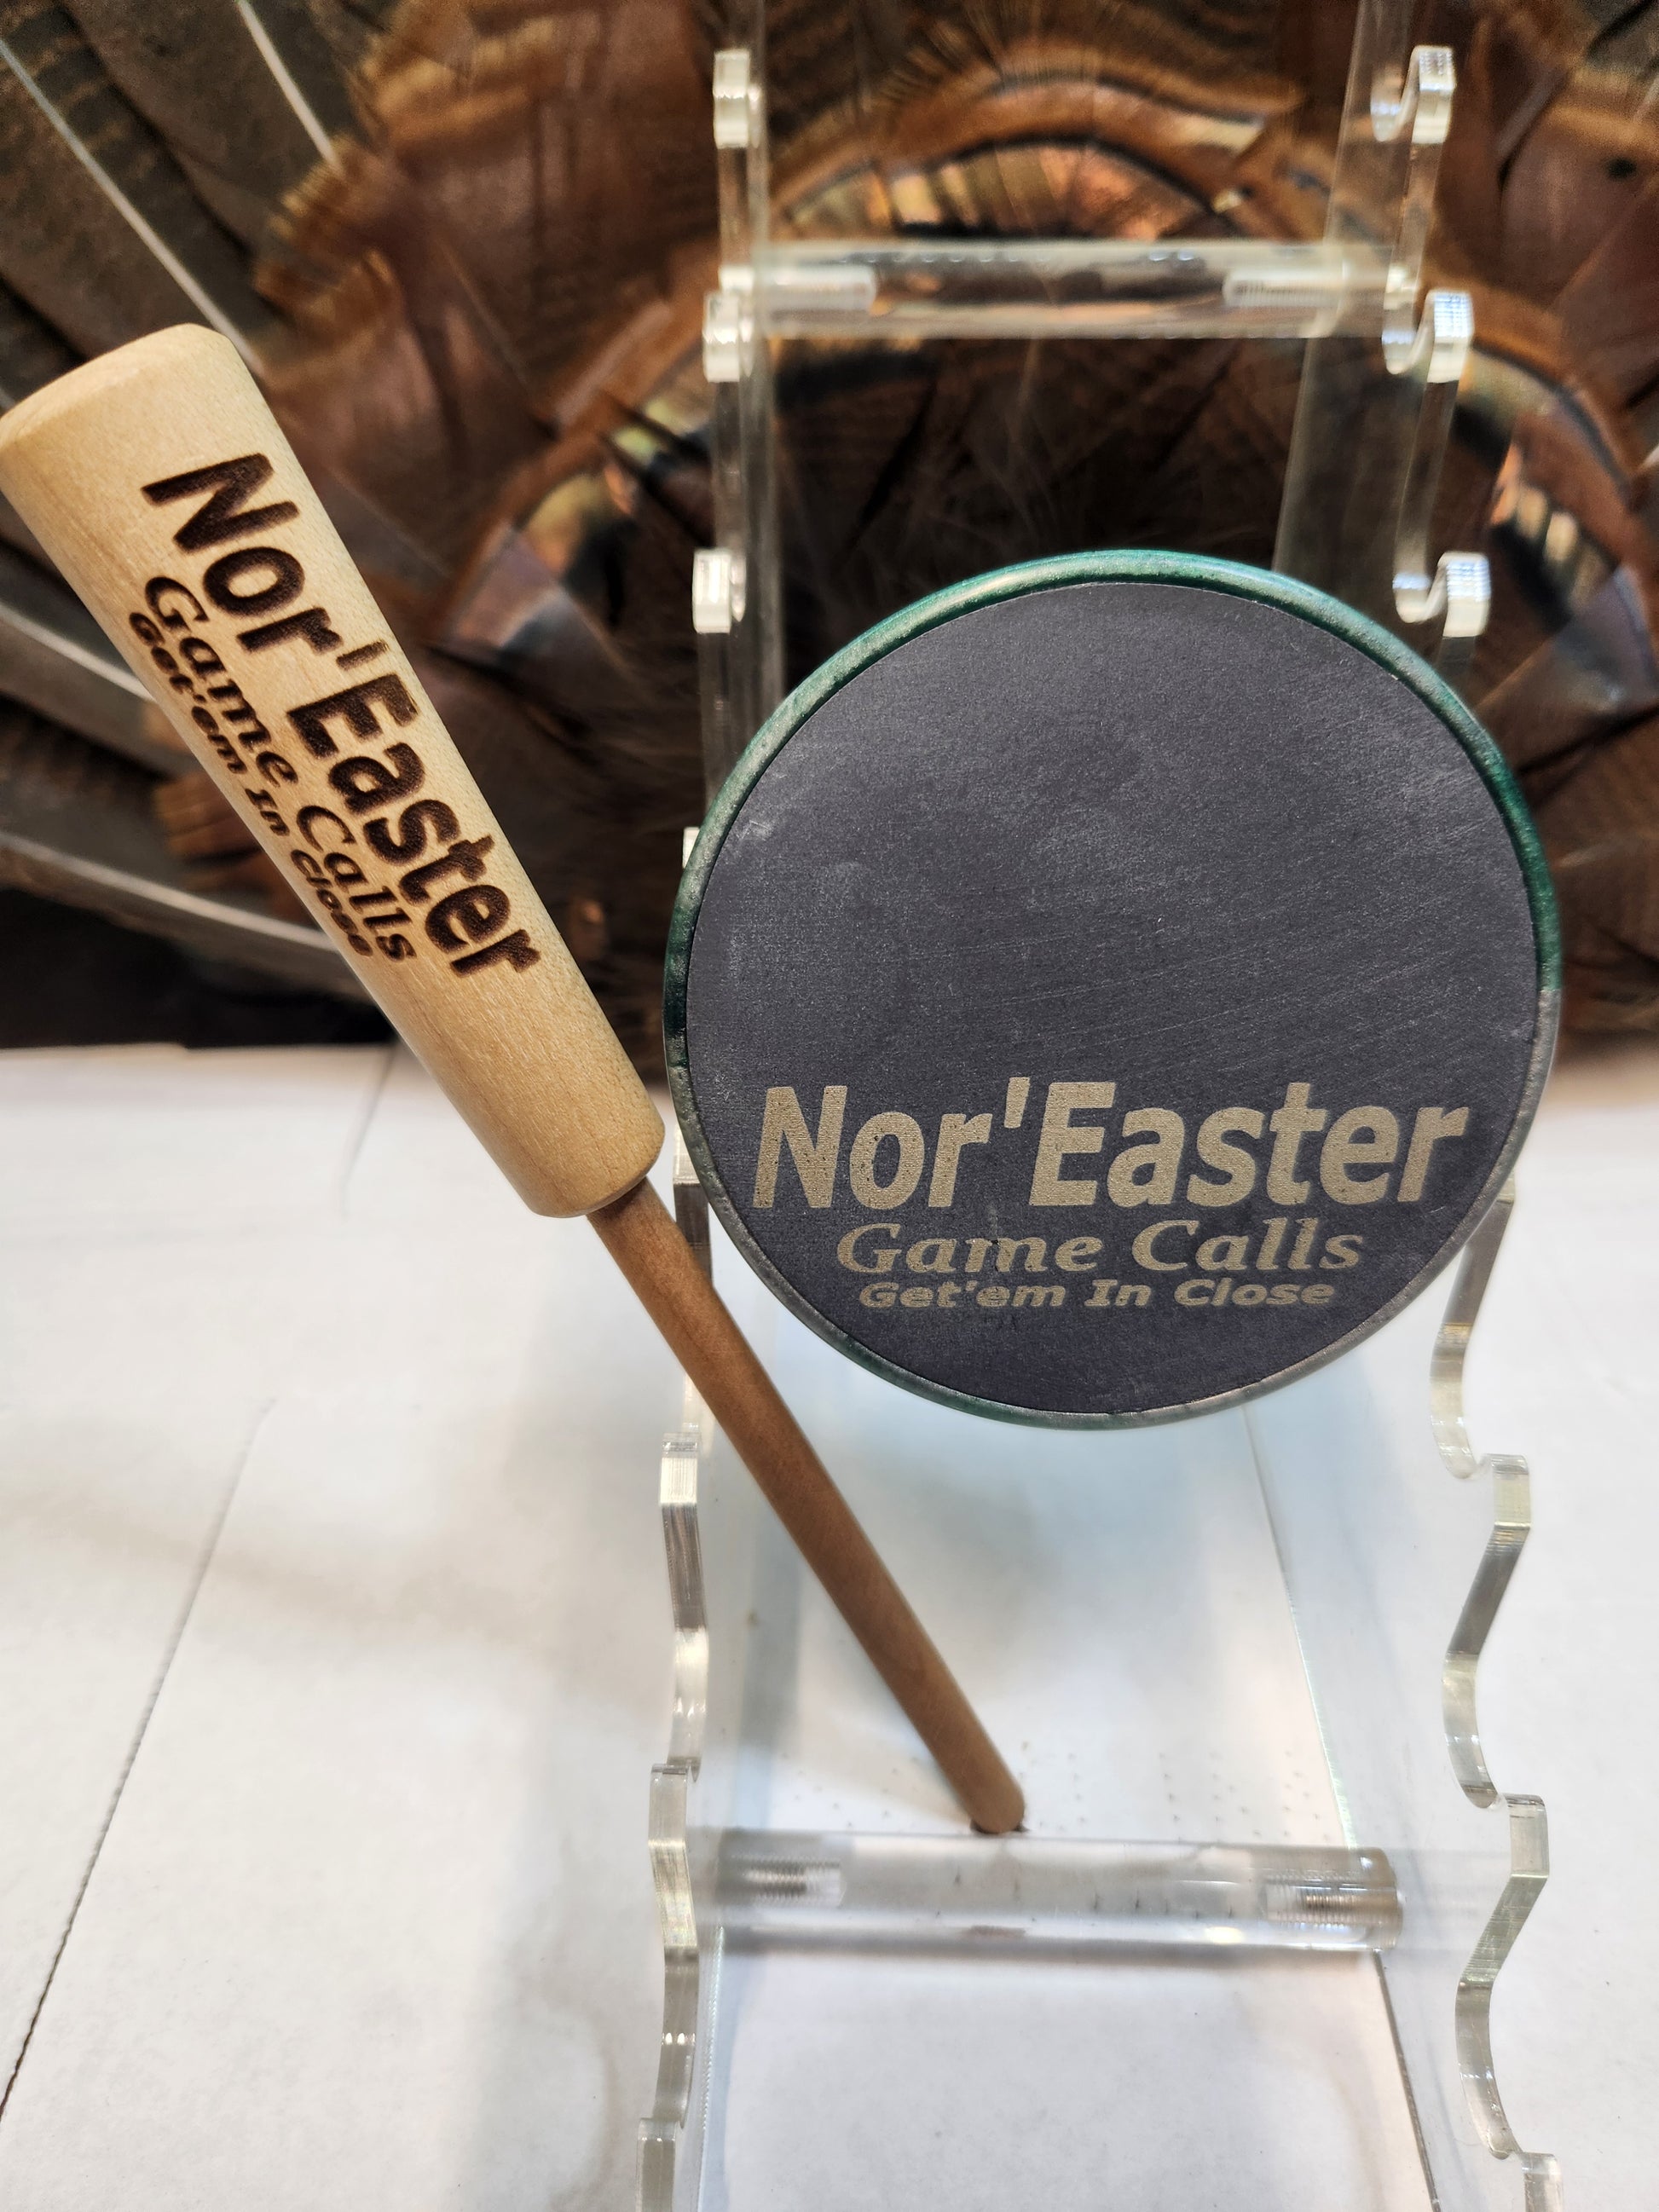 Nor'Easter
Game Calls
Get'em In Close
Nor'Easter
Game Calls
Get'em In Close